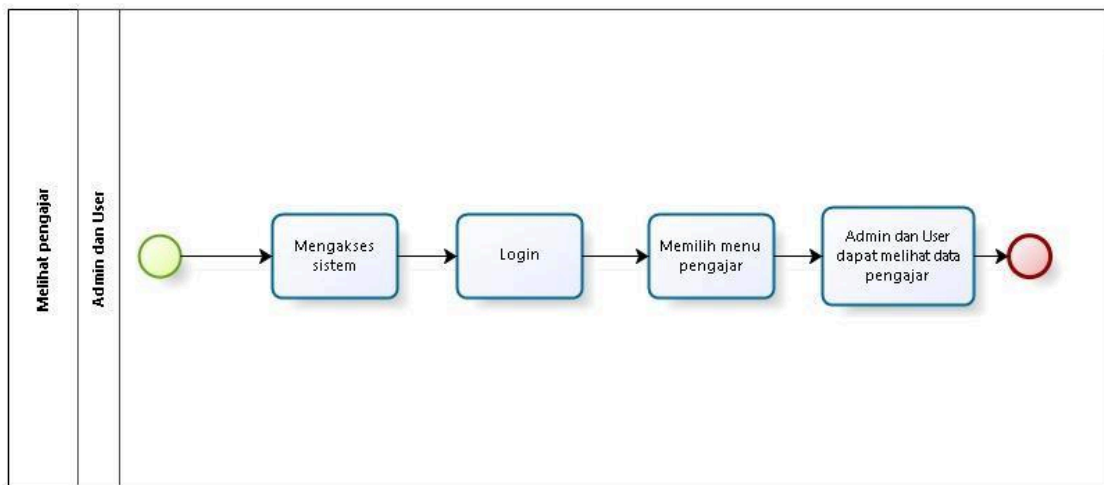 Melihat pengajar
Admin dan User
Mengakses
sistem
Login
Memilih menu
pengajar
Admin dan User
dapat melihat data
pengajar